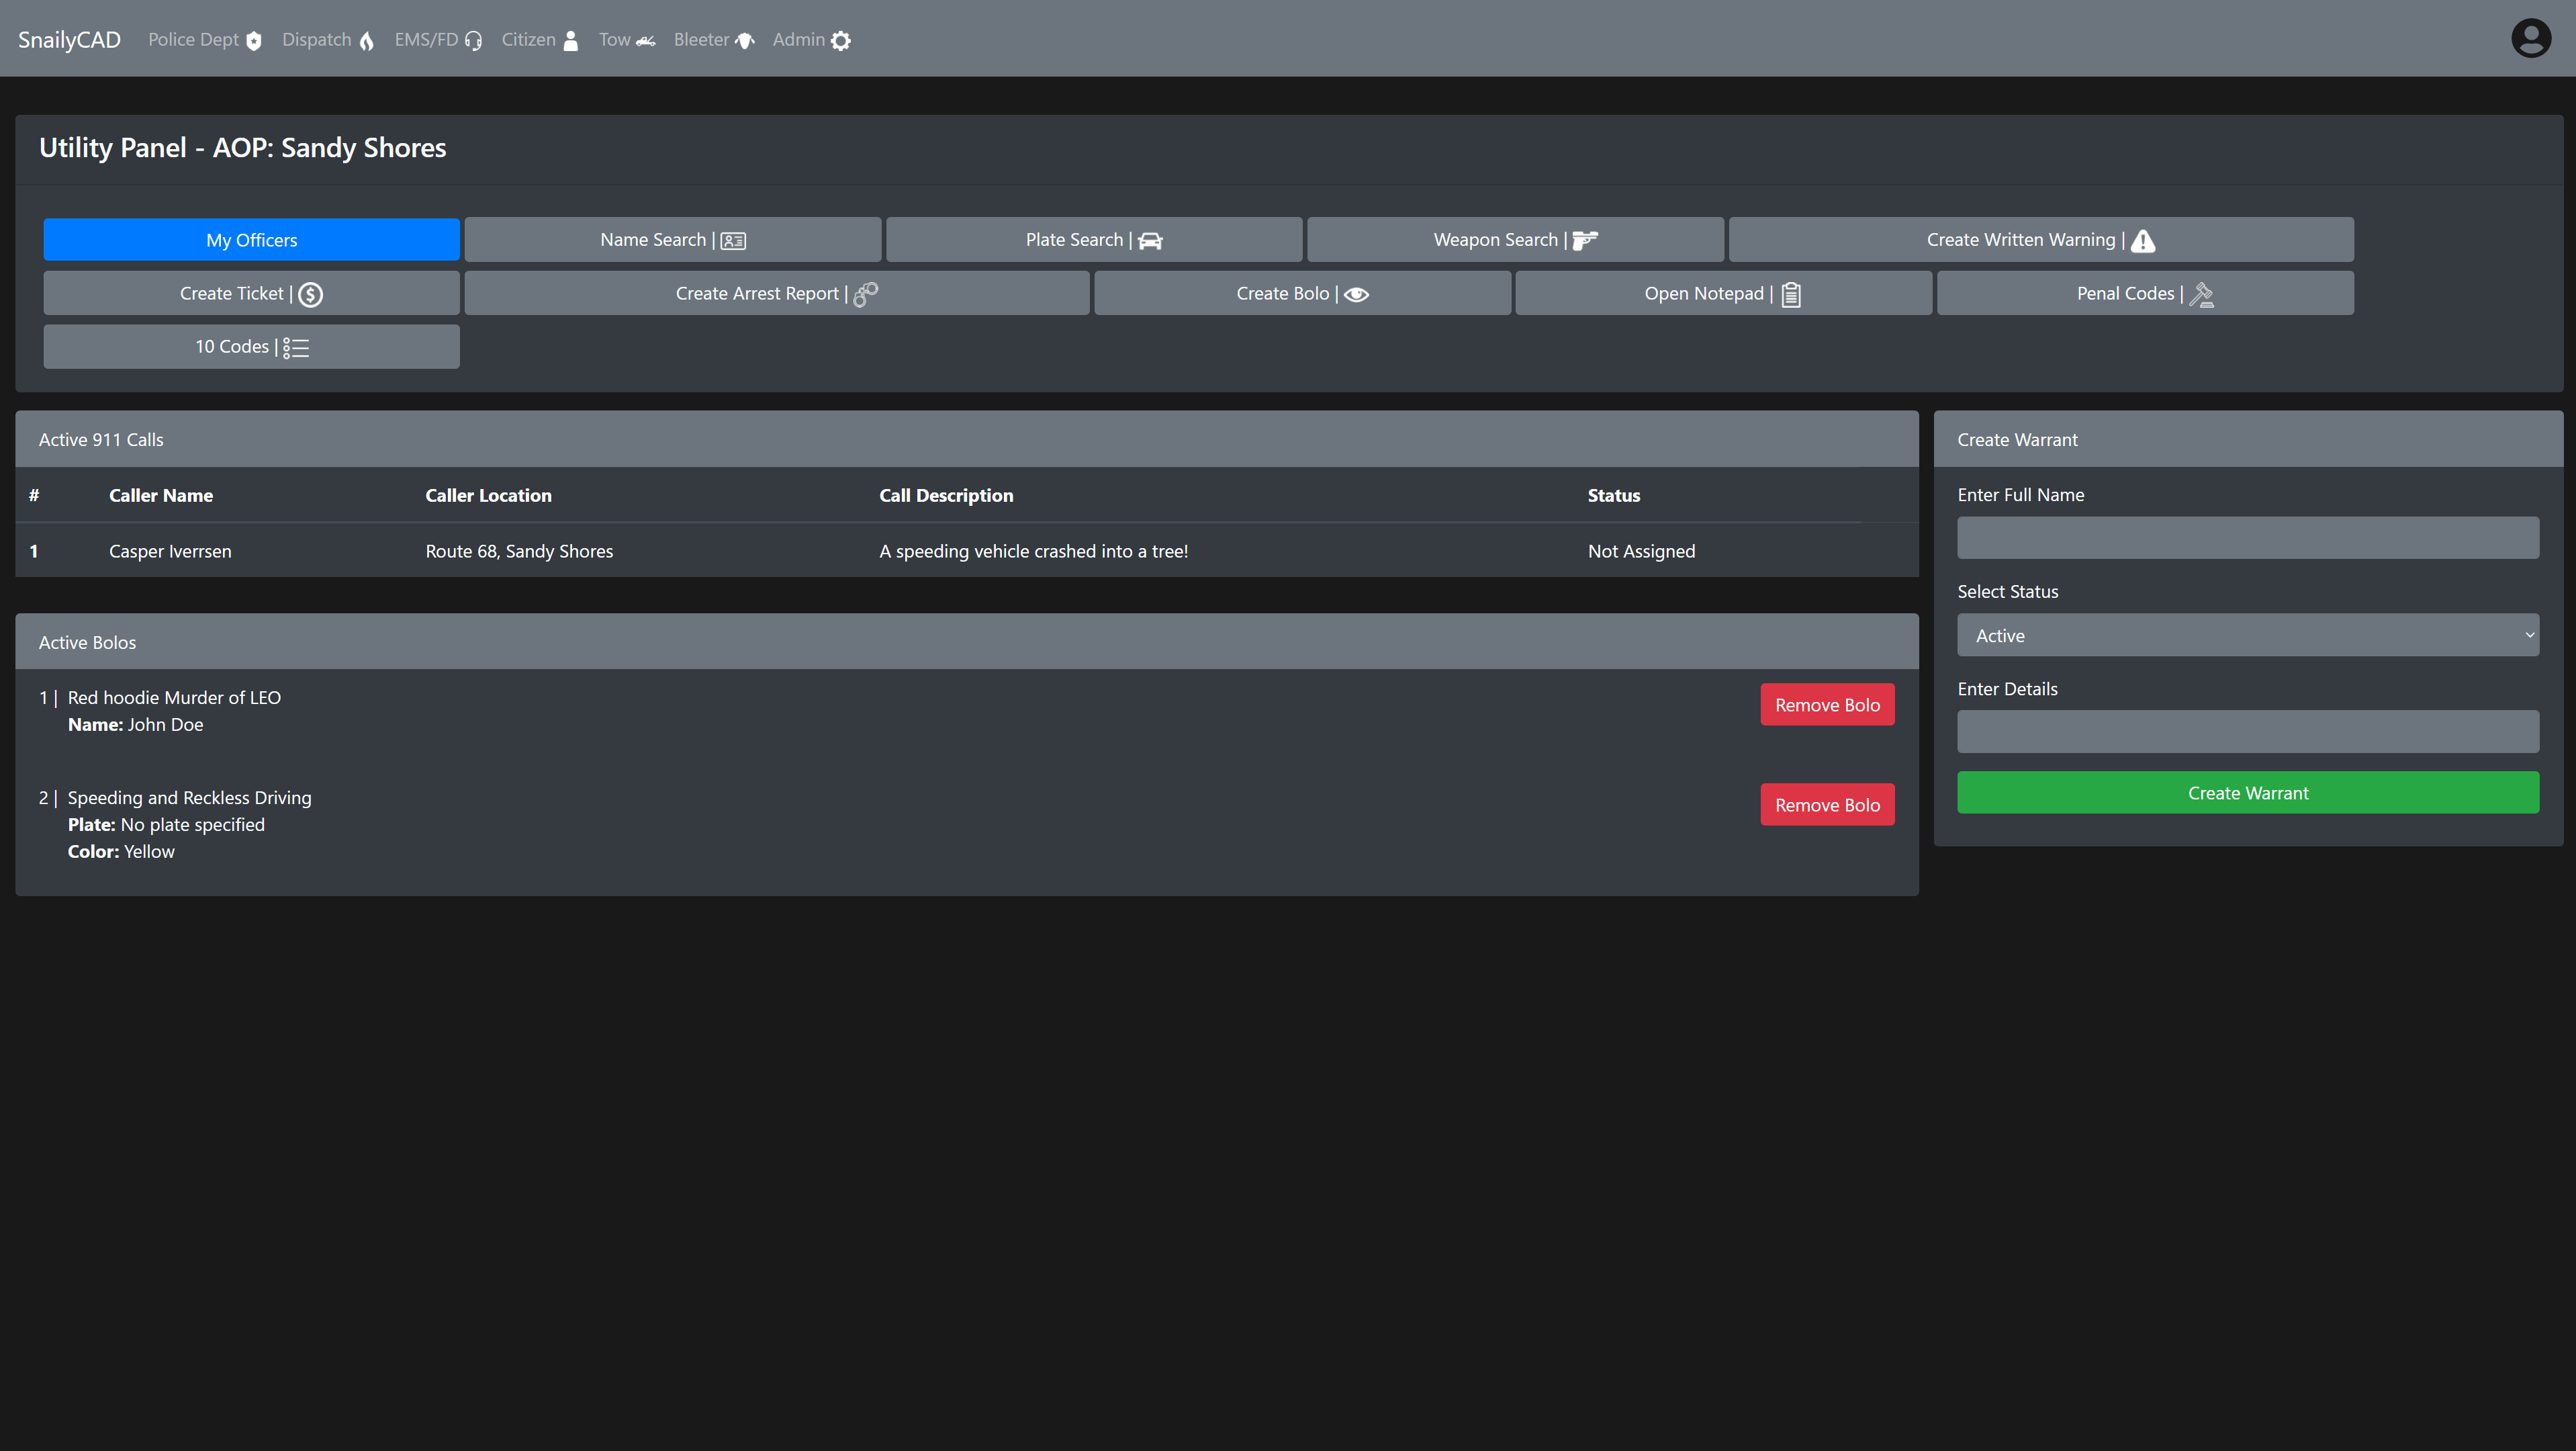 SnailyCAD Police Dept Dispatch EMS/FD Citizen Tow Bleeter Admin
Utility Panel - AOP: Sandy Shores
My Officers Name Search | Plate Search | Weapon Search | Create Written Warning |
Create Ticket | Create Arrest Report | Create Bolo | Open Notepad | Penal Codes |
10 Codes |
Active 911 Calls
# Caller Name Caller Location Call Description Status
1 Casper Iverrsen Route 68, Sandy Shores A speeding vehicle crashed into a tree! Not Assigned
Active Bolos
1 | Red hoodie Murder of LEO Remove Bolo
Name: John Doe
2 | Speeding and Reckless Driving Remove Bolo
Plate: No plate specified
Color: Yellow
Create Warrant
Enter Full Name
Select Status
Active
Enter Details
Create Warrant